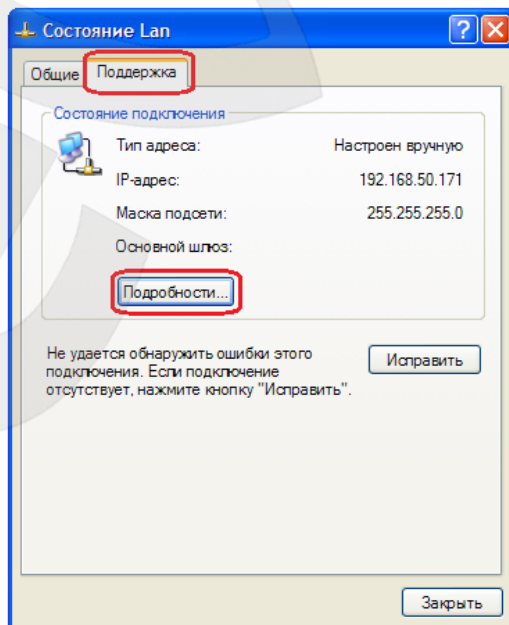 Состояние Lan
Общие Поддержка
Состояние подключения
Тип адреса: Настроен вручную
IP-адрес: 192.168.50.171
Маска подсети: 255.255.255.0
Основной шлюз:
Подробности...
Не удается обнаружить ошибки этого
подключения. Если подключение
отсутствует, нажмите кнопку "Исправить".
Исправить
Закрыть